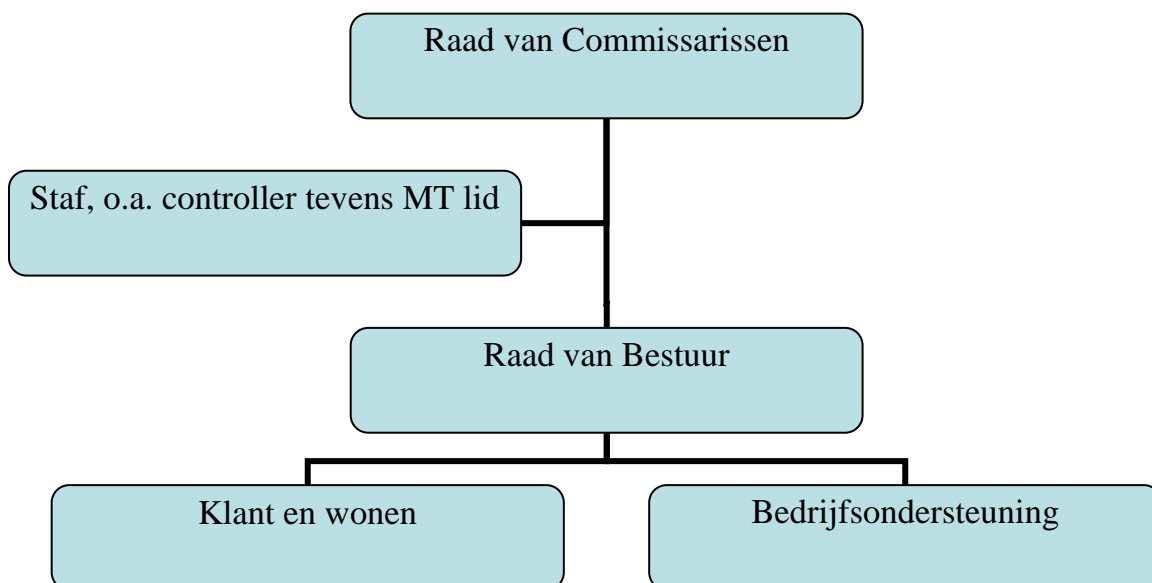 Raad van Commissarissen
Staf, o.a. controller tevens MT lid
Raad van Bestuur
Klant en wonen
Bedrijfsondersteuning